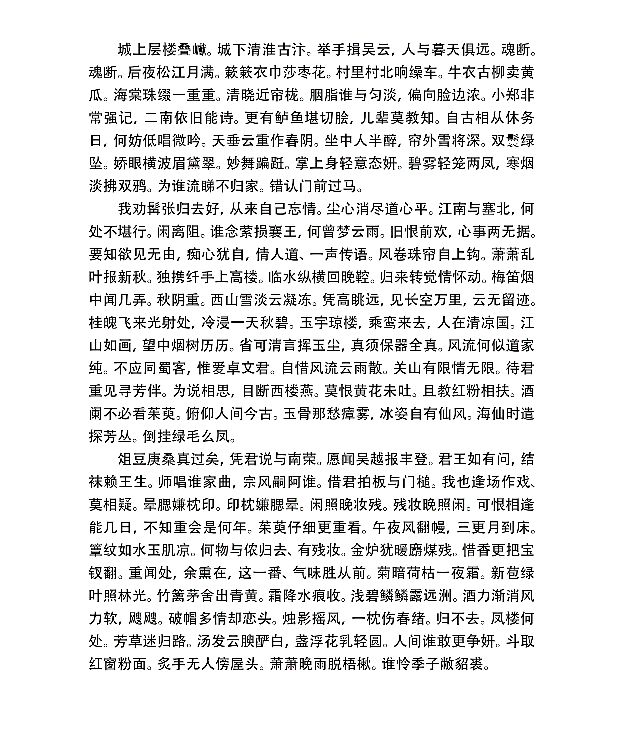 城上层楼叠巘。城下清淮古汴。举手揖吴云，人与暮天俱远。魂断。
魂断。后夜松江月满。簌簌衣巾莎枣花。村里村北响缲车。牛衣古柳卖黄
瓜。海棠珠缀一重重。清晓近帘栊。胭脂谁与匀淡，偏向脸边浓。小郑非
常强记，二南依旧能诗。更有鲈鱼堪切脍，儿辈莫教知。自古相从休务
日，何妨低唱微吟。天垂云重作春阴。坐中人半醉，帘外雪将深。双鬟绿
坠。娇眼横波眉黛翠。妙舞蹁跹。掌上身轻意态妍。碧雾轻笼两凤，寒烟
淡拂双鸦。为谁流睇不归家。错认门前过马。
我劝髯张归去好，从来自己忘情。尘心消尽道心平。江南与塞北，何
处不堪行。闲离阻。谁念萦损襄王，何曾梦云雨。旧恨前欢，心事两无据。
要知欲见无由，痴心犹自，倩人道、一声传语。风卷珠帘自上钩。萧萧乱
叶报新秋。独携纤手上高楼。临水纵横回晚鞚。归来转觉情怀动。梅笛烟
中闻几弄。秋阴重。西山雪淡云凝冻。凭高眺远，见长空万里，云无留迹。
桂魄飞来光射处，冷浸一天秋碧。玉宇琼楼，乘鸾来去，人在清凉国。江
山如画，望中烟树历历。省可清言挥玉尘，真须保器全真。风流何似道家
纯。不应同蜀客，惟爱卓文君。自惜风流云雨散。关山有限情无限。待君
重见寻芳伴。为说相思，目断西楼燕。莫恨黄花未吐。且教红粉相扶。酒
阑不必看茱萸。俯仰人间今古。玉骨那愁瘴雾，冰姿自有仙风。海仙时遣
探芳丛。倒挂绿毛么凤。
俎豆庚桑真过矣，凭君说与南荣。愿闻吴越报丰登。君王如有问，结
袜赖王生。师唱谁家曲，宗风嗣阿谁。借君拍板与门槌。我也逢场作戏、
莫相疑。晕腮嫌枕印。印枕嫌腮晕。闲照晚妆残。残妆晚照闲。可恨相逢
能几日，不知重会是何年。茱萸仔细更重看。午夜风翻幔，三更月到床。
簟纹如水玉肌凉。何物与侬归去、有残妆。金炉犹暖麝煤残。惜香更把宝
钗翻。重闻处，余熏在，这一番、气味胜从前。菊暗荷枯一夜霜。新苞绿
叶照林光。竹篱茅舍出青黄。霜降水痕收。浅碧鳞鳞露远洲。酒力渐消风
力软，飕飕。破帽多情却恋头。烛影摇风，一枕伤春绪。归不去。凤楼何
处。芳草迷归路。汤发云腴酽白，盏浮花乳轻圆。人间谁敢更争妍。斗取
红窗粉面。炙手无人傍屋头。萧萧晚雨脱梧楸。谁怜季子敝貂裘。